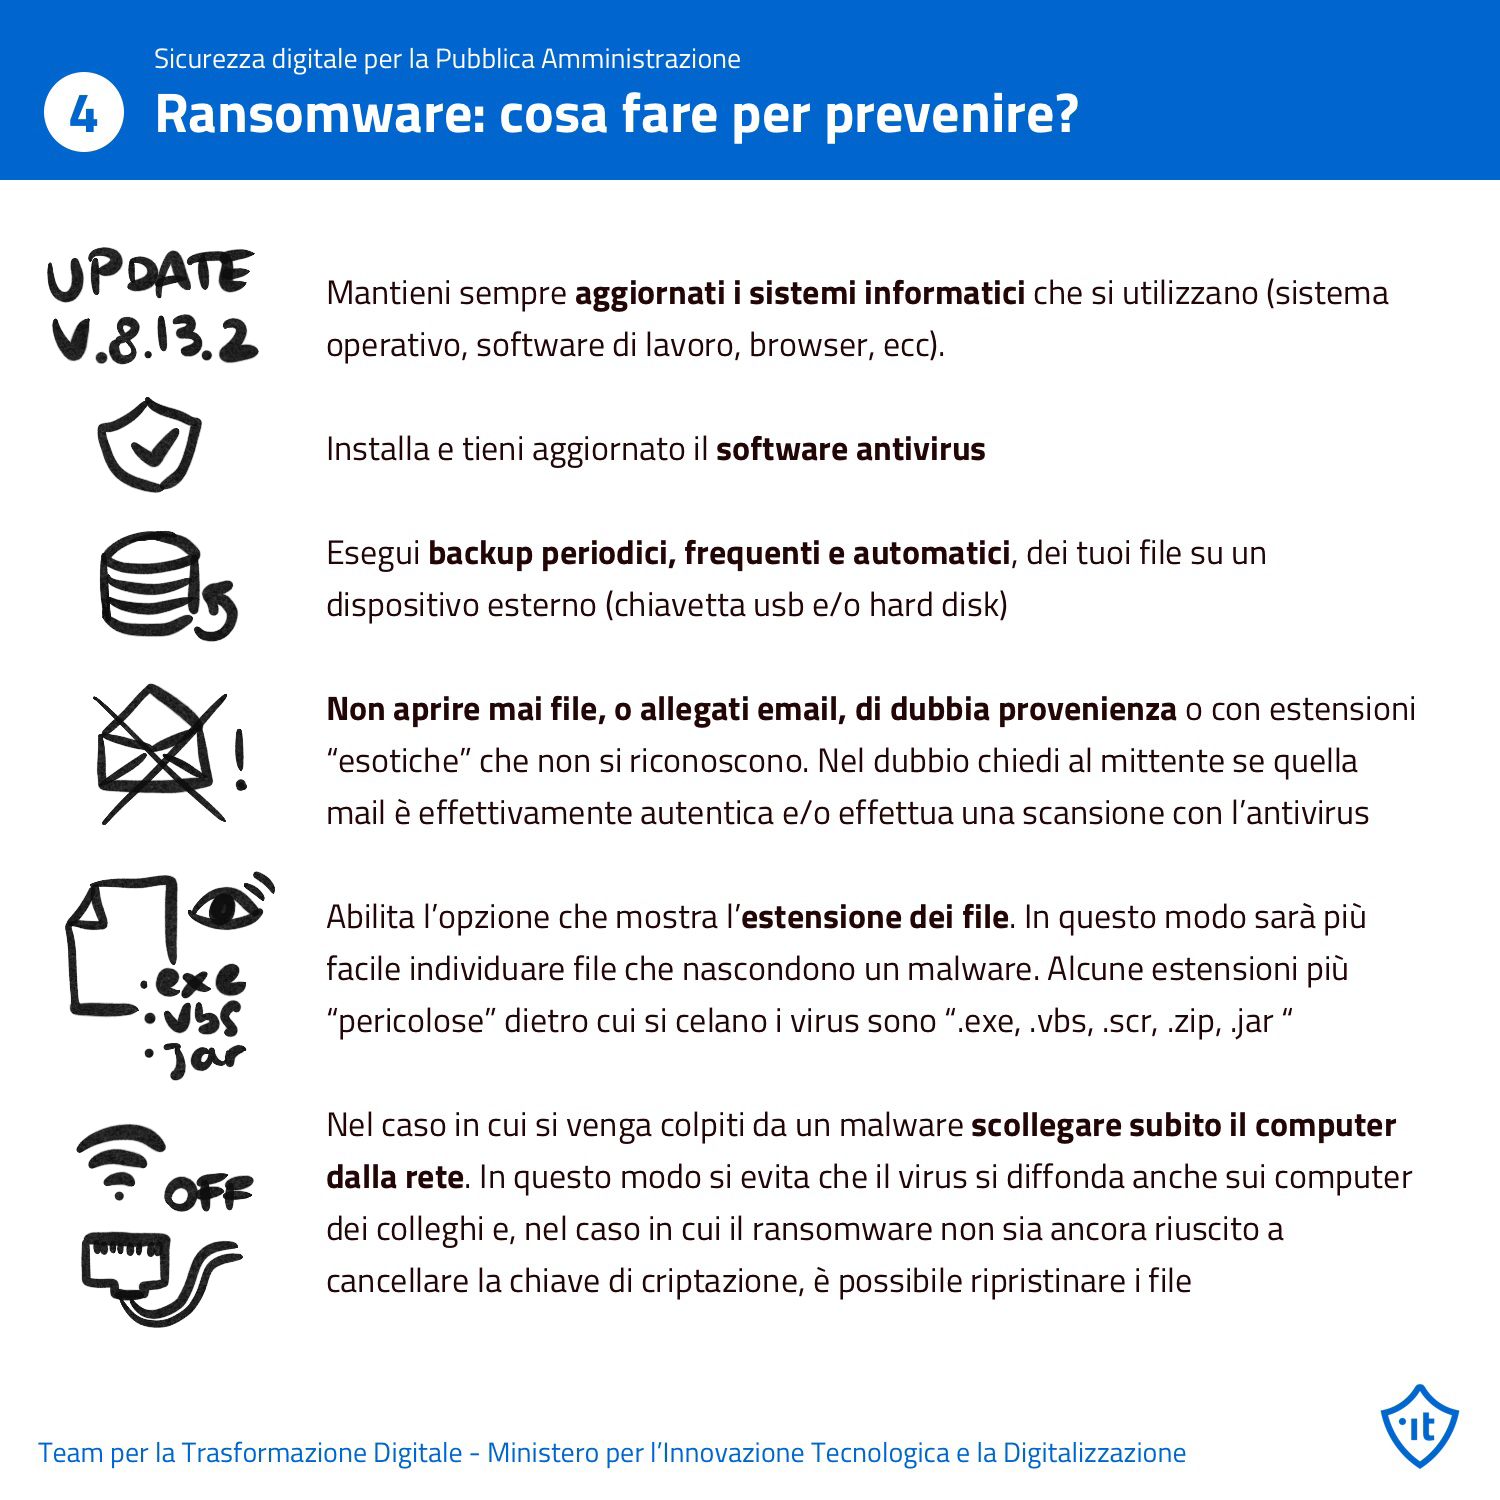 Sicurezza digitale per la Pubblica Amministrazione
4
Ransomware: cosa fare per prevenire?
UPDATE
V.8.13.2
Mantieni sempre aggiornati i sistemi informatici che si utilizzano (sistema
operativo, software di lavoro, browser, ecc).
Installa e tieni aggiornato il software antivirus
Esegui backup periodici, frequenti e automatici, dei tuoi file su un
dispositivo esterno (chiavetta usb e/o hard disk)
!
Non aprire mai file, o allegati email, di dubbia provenienza o con estensioni
“esotiche” che non si riconoscono. Nel dubbio chiedi al mittente se quella
mail è effettivamente autentica e/o effettua una scansione con l’antivirus
.exe
.vbs
.jar
Abilita l’opzione che mostra l’estensione dei file. In questo modo sarà più
facile individuare file che nascondono un malware. Alcune estensioni più
“pericolose” dietro cui si celano i virus sono “.exe, .vbs, .scr, .zip, .jar “
OFF
Nel caso in cui si venga colpiti da un malware scollegare subito il computer
dalla rete. In questo modo si evita che il virus si diffonda anche sui computer
dei colleghi e, nel caso in cui il ransomware non sia ancora riuscito a
cancellare la chiave di criptazione, è possibile ripristinare i file
Team per la Trasformazione Digitale - Ministero per l’Innovazione Tecnologica e la Digitalizzazione
.it